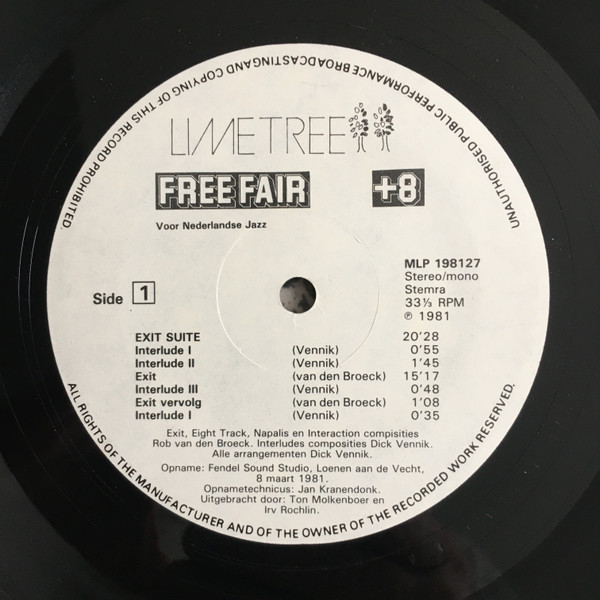 UNAUTHORISED PUBLIC PERFORMANCE BROADCASTING AND COPYING OF THIS RECORD PROHIBITED.
LIMETREE
FREE FAIR +8
Voor Nederlandse Jazz
MLP 198127
Stereo/mono
Stemra
Side 1
33⅓ RPM
℗ 1981
EXIT SUITE 20'28
Interlude I (Vennik) 0'55
Interlude II (Vennik) 1'45
Exit (van den Broeck) 15'17
Interlude III (Vennik) 0'48
Exit vervolg (van den Broeck) 1'08
Interlude I (Vennik) 0'35
Exit, Eight Track, Napalis en Interaction compisities
Rob van den Broeck. Interludes composities Dick Vennik.
Alle arrangementen Dick Vennik.
Opname: Fendel Sound Studio, Loenen aan de Vecht,
8 maart 1981.
Opnametechnicus: Jan Kranendonk.
Uitgebracht door: Ton Molkenboer en
Irv Rochlin.
ALL RIGHTS OF THE MANUFACTURER AND OF THE OWNER OF THE RECORDED WORK RESERVED.